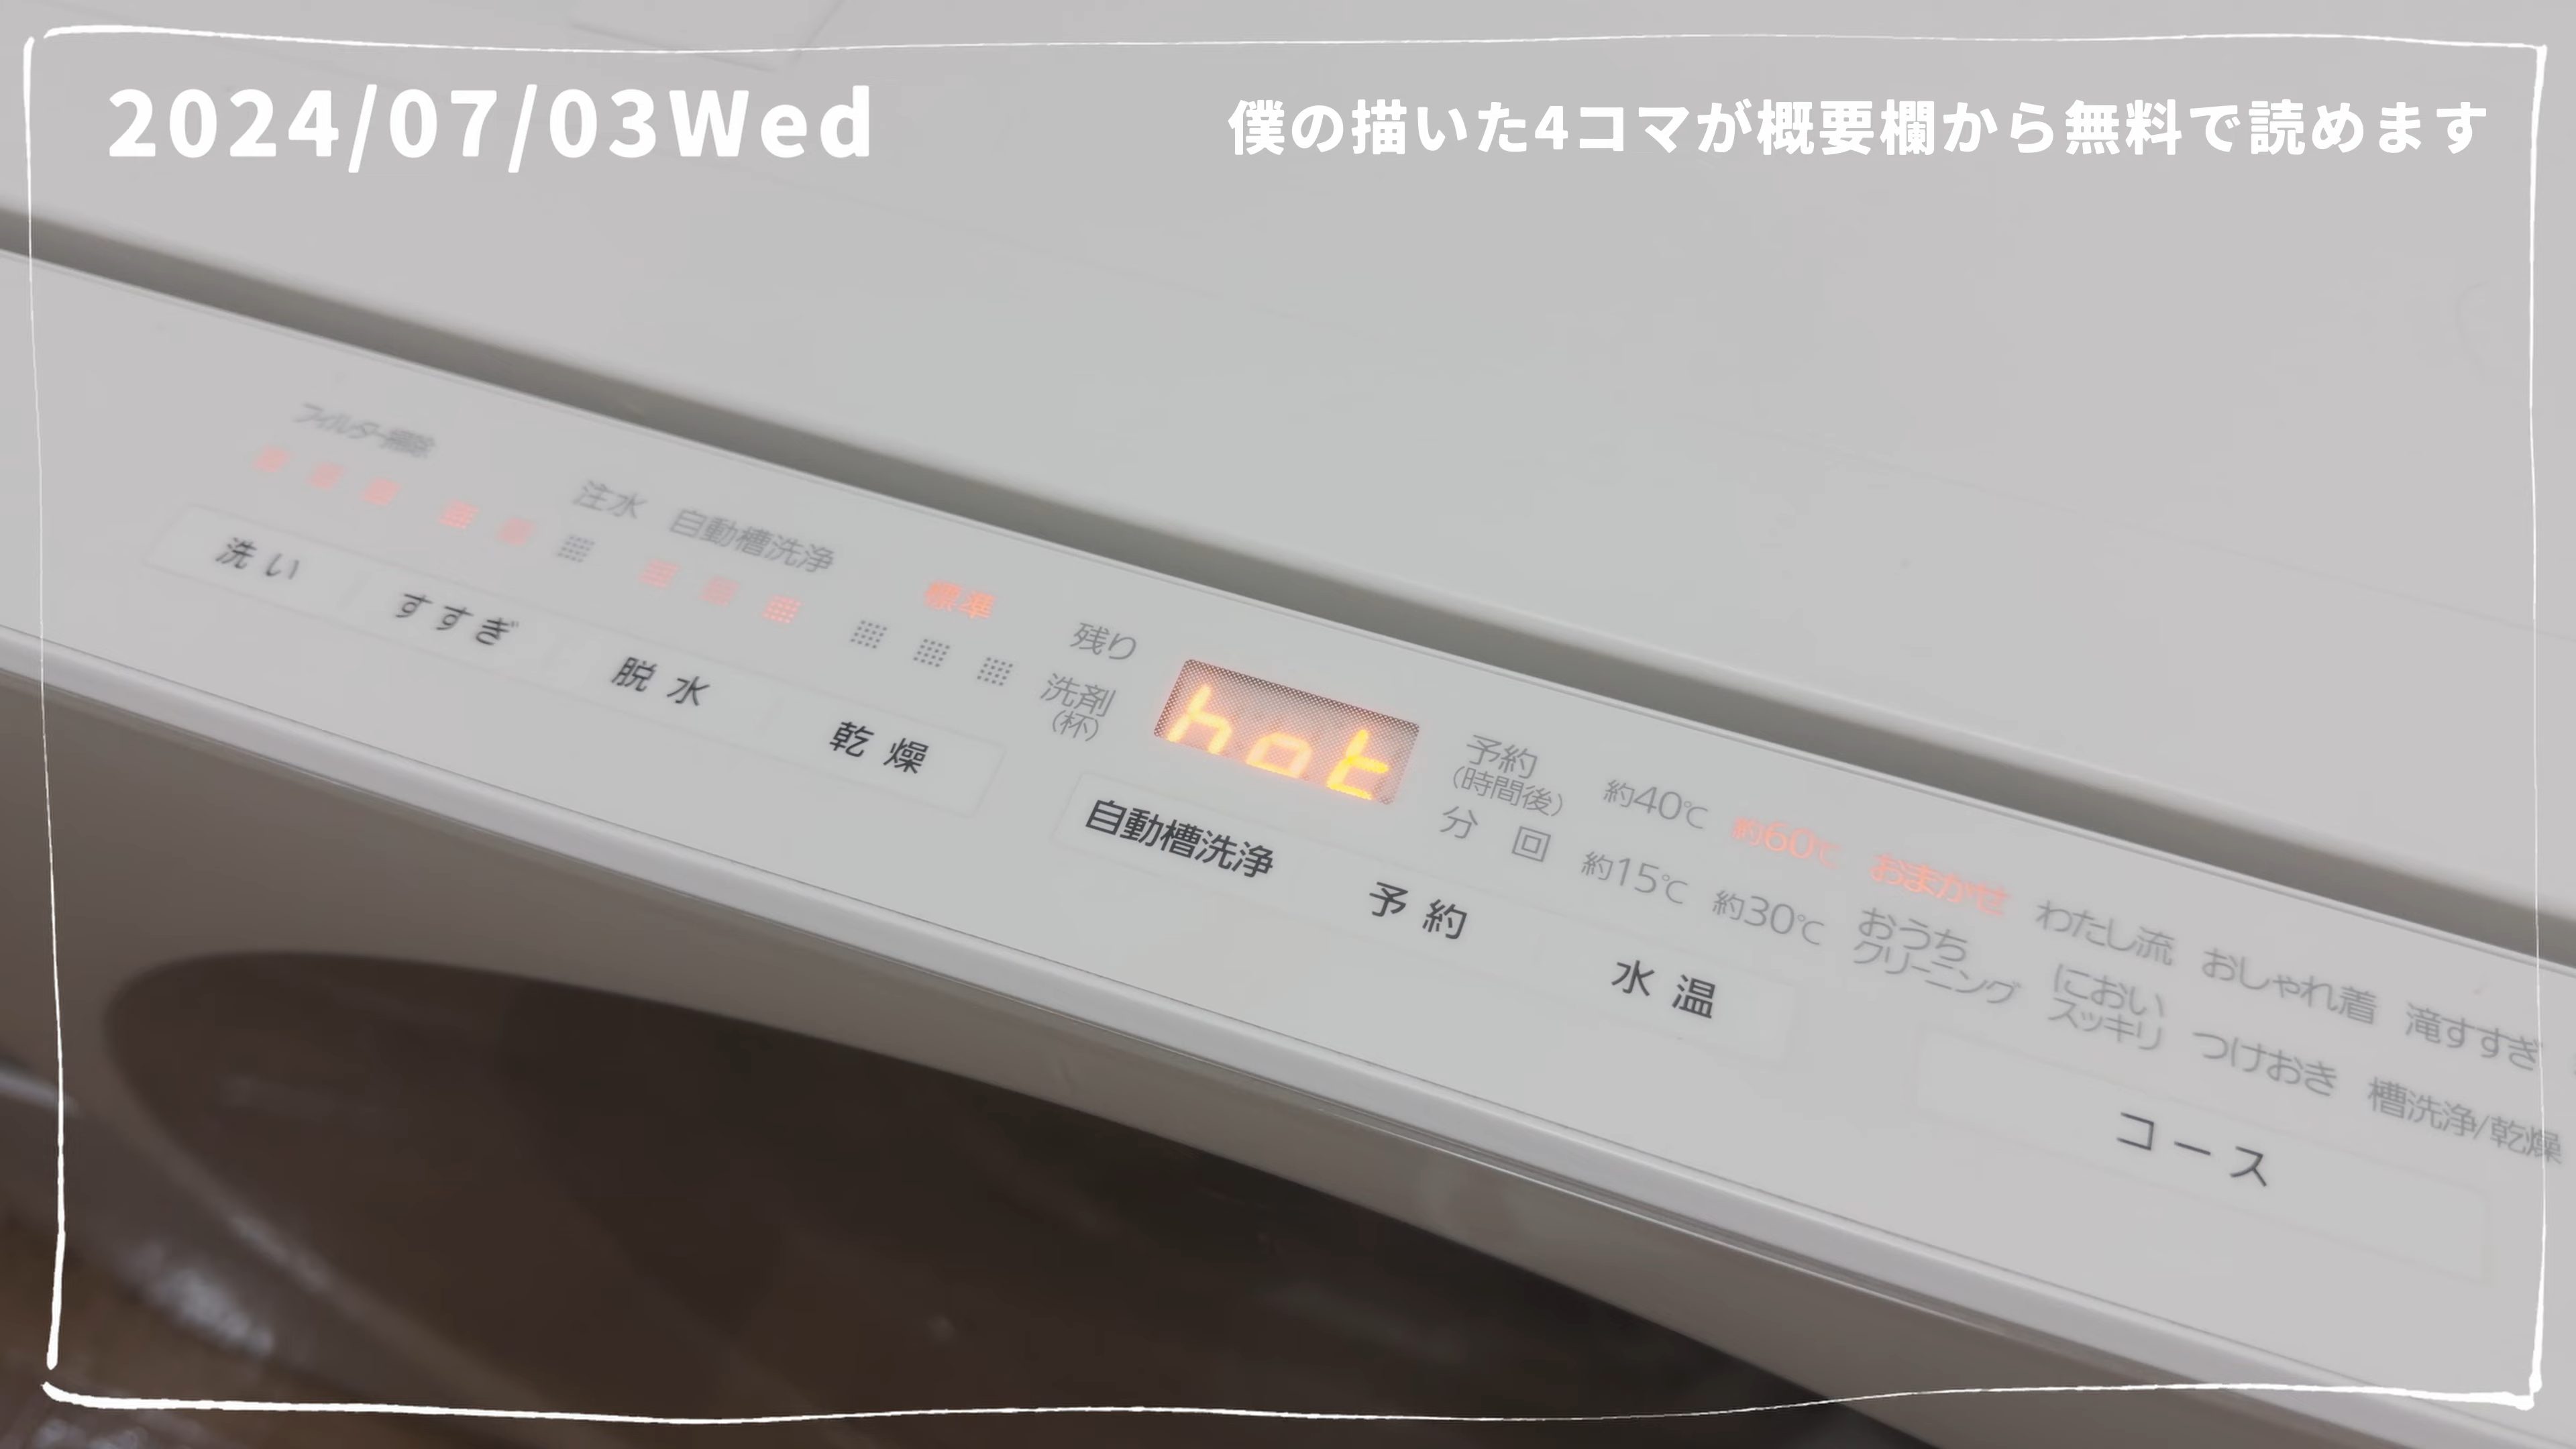 2024/07/03Wed
僕の描いた4コマが概要欄から無料で読めます
フィルター掃除
注水 自動槽洗浄
標準
洗い すすぎ 脱水 乾燥
残り
洗剤
(杯)
hot
予約
(時間後)
分 回
約40℃ 約60℃
約15℃ 約30℃
自動槽洗浄 予約 水温
おまかせ わたし流 おしゃれ着 滝すすぎ
おうち
クリーニング
におい
スッキリ
つけおき 槽洗浄/乾燥
コース